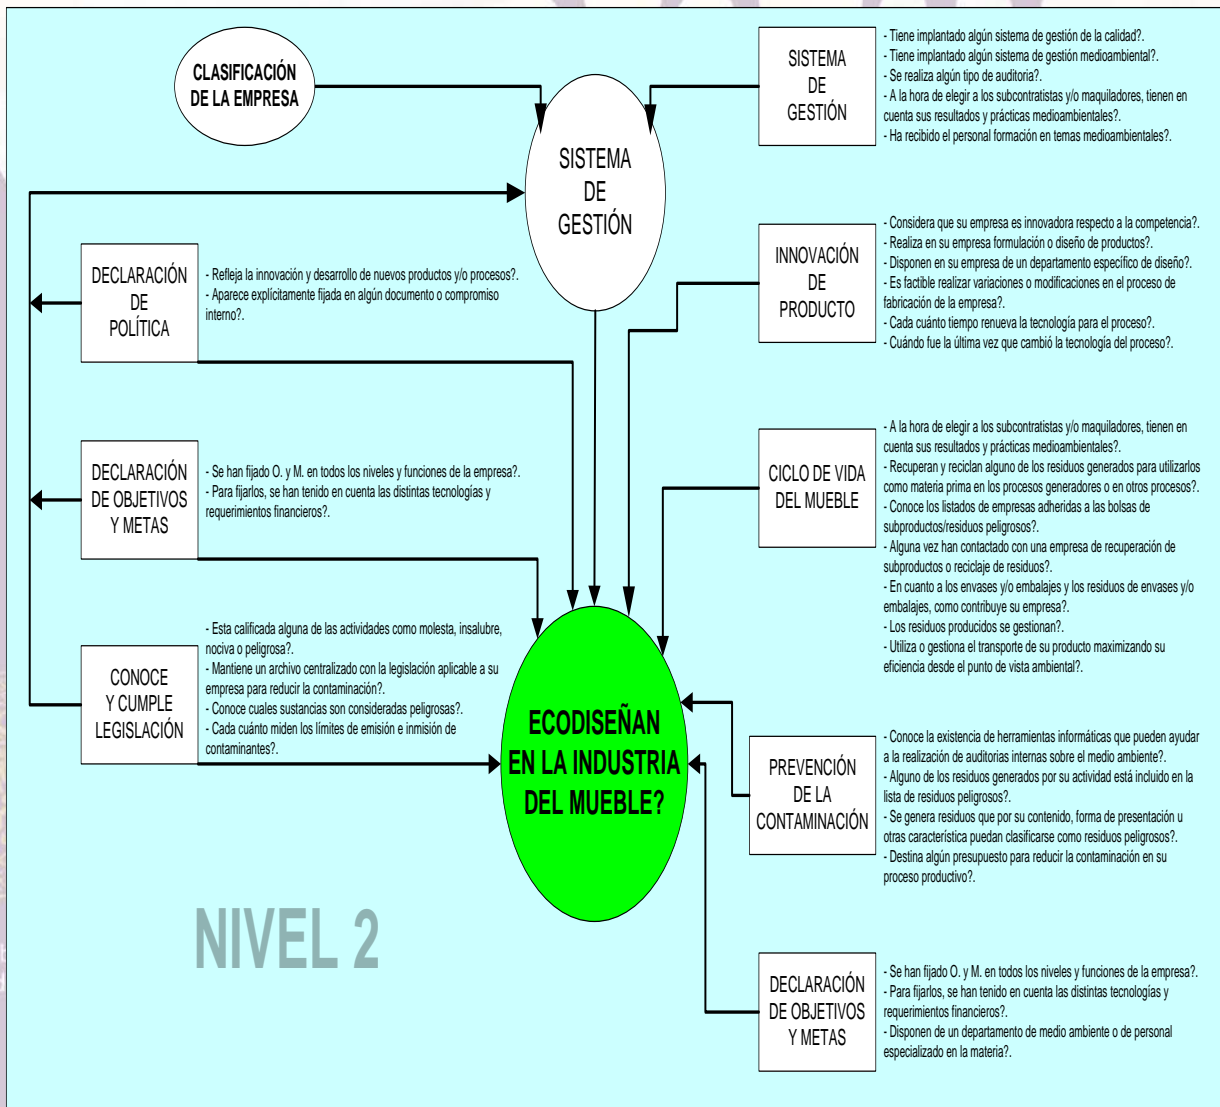 CLASIFICACIÓN
DE LA EMPRESA
SISTEMA
DE
GESTIÓN
SISTEMA
DE
GESTIÓN
- Tiene implantado algún sistema de gestión de la calidad?.
- Tiene implantado algún sistema de gestión medioambiental?.
- Se realiza algún tipo de auditoria?.
- A la hora de elegir a los subcontratistas y/o maquiladores, tienen en
cuenta sus resultados y prácticas medioambientales?.
- Ha recibido el personal formación en temas medioambientales?.
DECLARACIÓN
DE
POLÍTICA
- Refleja la innovación y desarrollo de nuevos productos y/o procesos?.
- Aparece explícitamente fijada en algún documento o compromiso
interno?.
INNOVACIÓN
DE
PRODUCTO
- Considera que su empresa es innovadora respecto a la competencia?.
- Realiza en su empresa formulación o diseño de productos?.
- Disponen en su empresa de un departamento específico de diseño?.
- Es factible realizar variaciones o modificaciones en el proceso de
fabricación de la empresa?.
- Cada cuánto tiempo renueva la tecnología para el proceso?.
- Cuándo fue la última vez que cambió la tecnología del proceso?.
DECLARACIÓN
DE OBJETIVOS
Y METAS
- Se han fijado O. y M. en todos los niveles y funciones de la empresa?.
- Para fijarlos, se han tenido en cuenta las distintas tecnologías y
requerimientos financieros?.
CICLO DE VIDA
DEL MUEBLE
- A la hora de elegir a los subcontratistas y/o maquiladores, tienen en
cuenta sus resultados y prácticas medioambientales?.
- Recuperan y reciclan alguno de los residuos generados para utilizarlos
como materia prima en los procesos generadores o en otros procesos?.
- Conoce los listados de empresas adheridas a las bolsas de
subproductos/residuos peligrosos?.
- Alguna vez han contactado con una empresa de recuperación de
subproductos o reciclaje de residuos?.
- En cuanto a los envases y/o embalajes y los residuos de envases y/o
embalajes, como contribuye su empresa?.
- Los residuos producidos se gestionan?.
- Utiliza o gestiona el transporte de su producto maximizando su
eficiencia desde el punto de vista ambiental?.
CONOCE
Y CUMPLE
LEGISLACIÓN
- Esta calificada alguna de las actividades como molesta, insalubre,
nociva o peligrosa?.
- Mantiene un archivo centralizado con la legislación aplicable a su
empresa para reducir la contaminación?.
- Conoce cuales sustancias son consideradas peligrosas?.
- Cada cuánto miden los límites de emisión e inmisión de
contaminantes?.
ECODISEÑAN
EN LA INDUSTRIA
DEL MUEBLE?
PREVENCIÓN
DE LA
CONTAMINACIÓN
- Conoce la existencia de herramientas informáticas que pueden ayudar
a la realización de auditorias internas sobre el medio ambiente?.
- Alguno de los residuos generados por su actividad está incluido en la
lista de residuos peligrosos?.
- Se genera residuos que por su contenido, forma de presentación u
otras característica puedan clasificarse como residuos peligrosos?.
- Destina algún presupuesto para reducir la contaminación en su
proceso productivo?.
NIVEL 2
DECLARACIÓN
DE OBJETIVOS
Y METAS
- Se han fijado O. y M. en todos los niveles y funciones de la empresa?.
- Para fijarlos, se han tenido en cuenta las distintas tecnologías y
requerimientos financieros?.
- Disponen de un departamento de medio ambiente o de personal
especializado en la materia?.